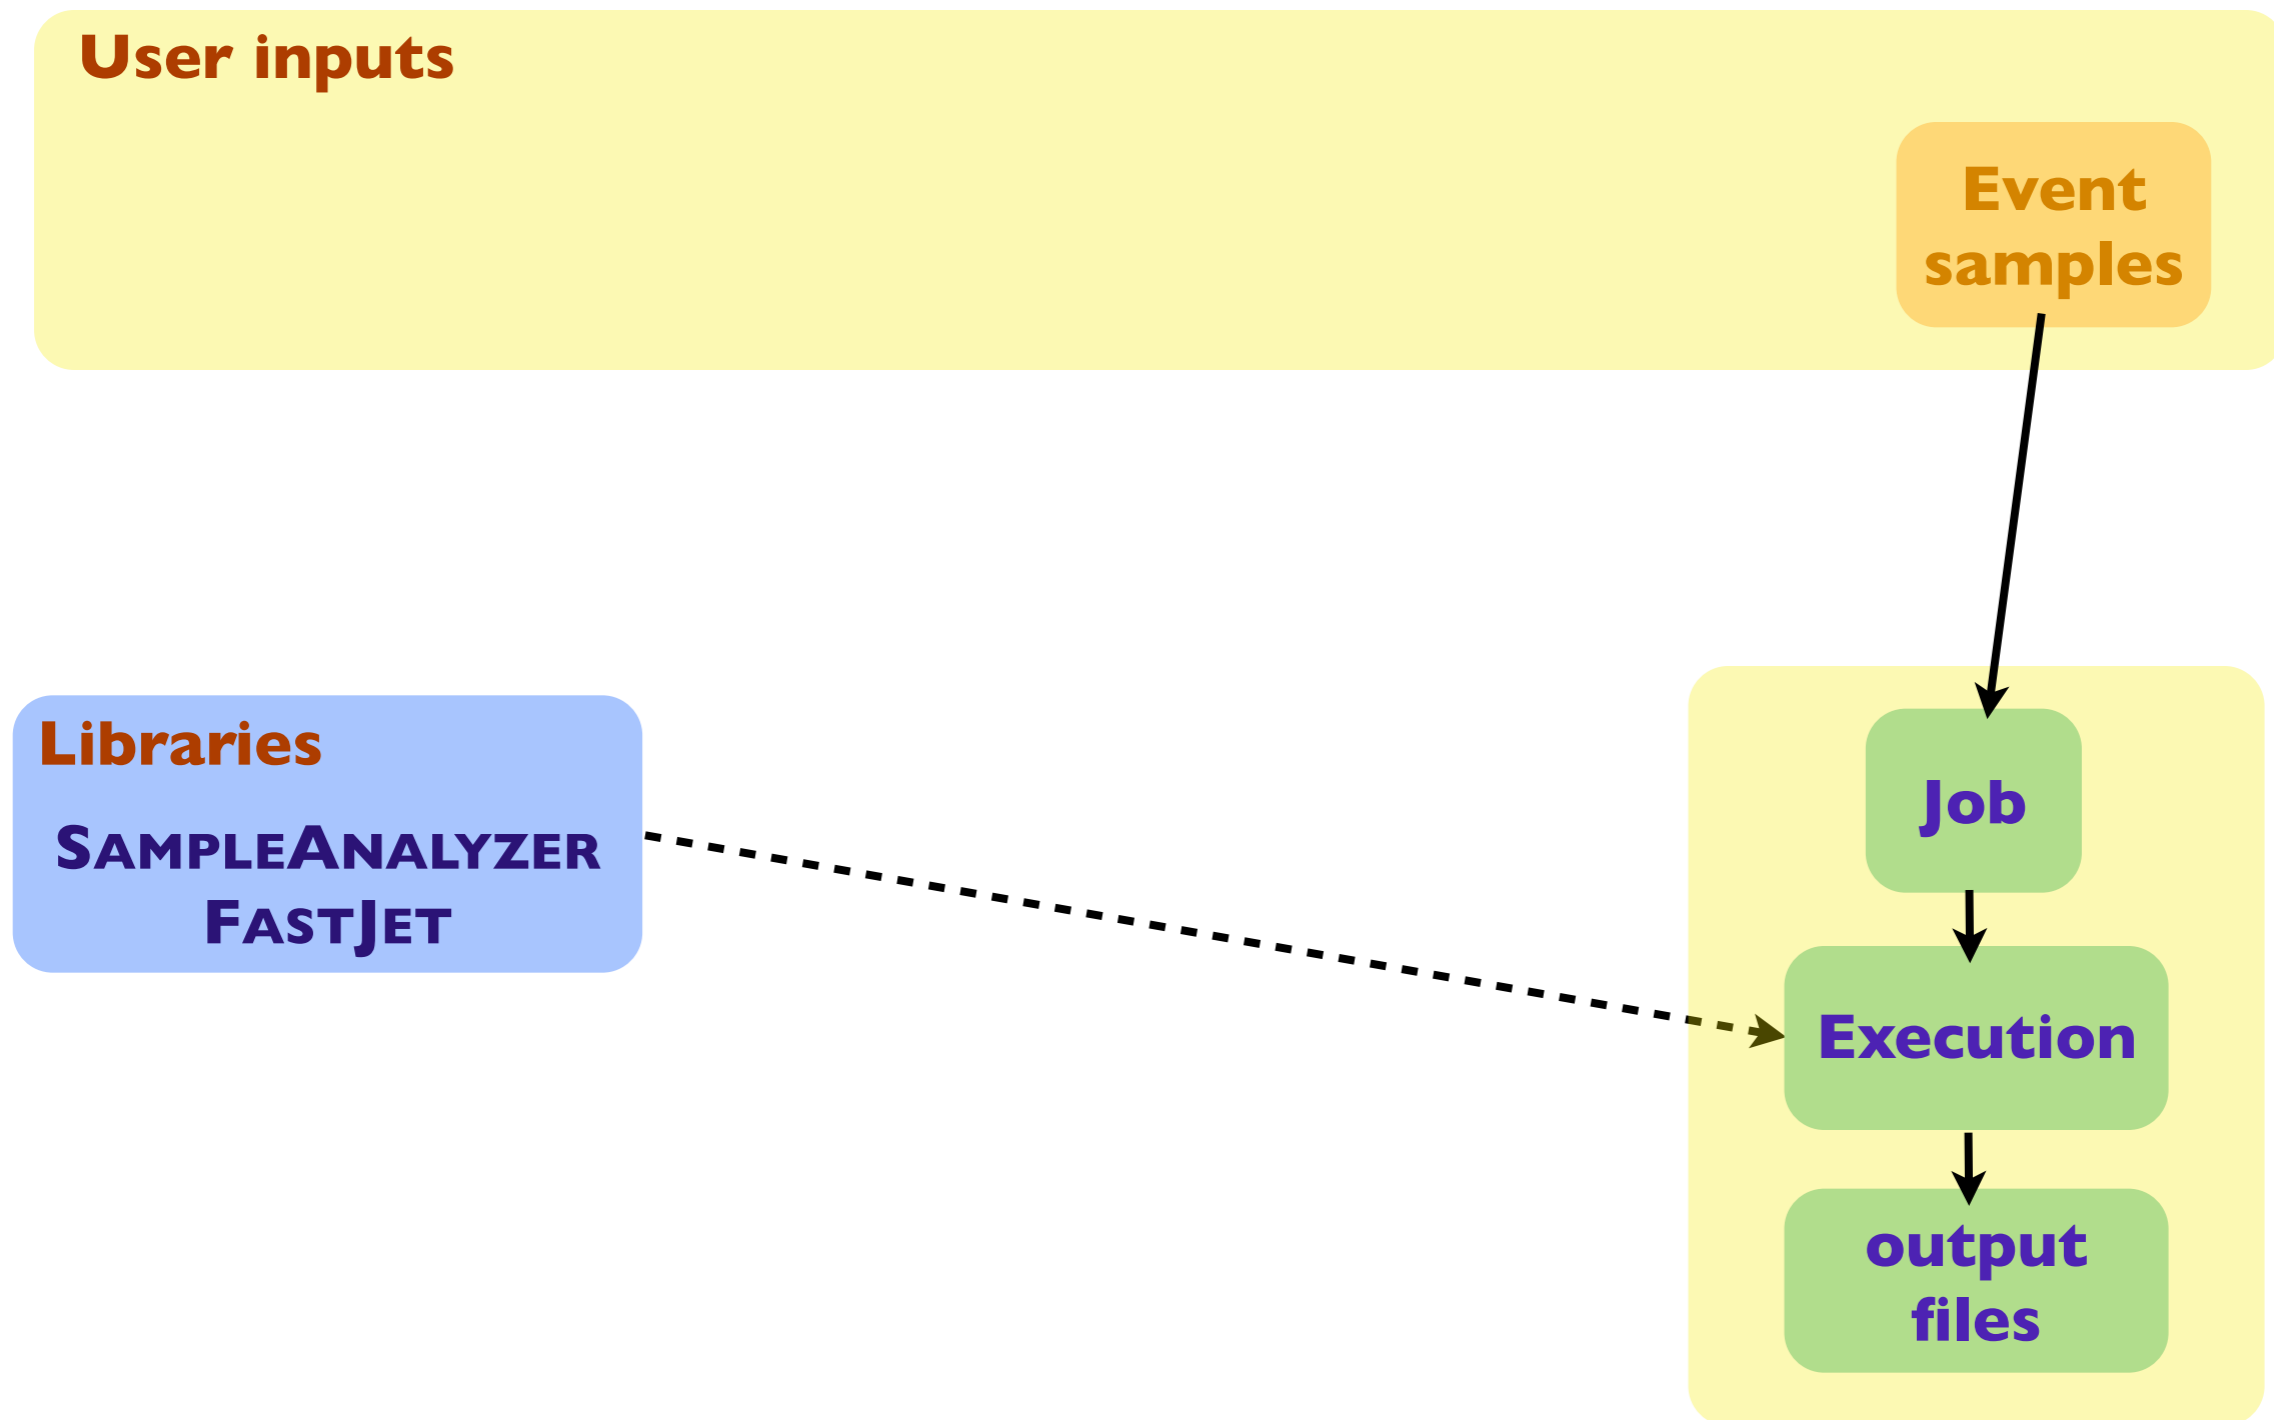 User inputs
Event
samples
Libraries
SAMPLEANALYZER
FASTJET
Job
Execution
output
files